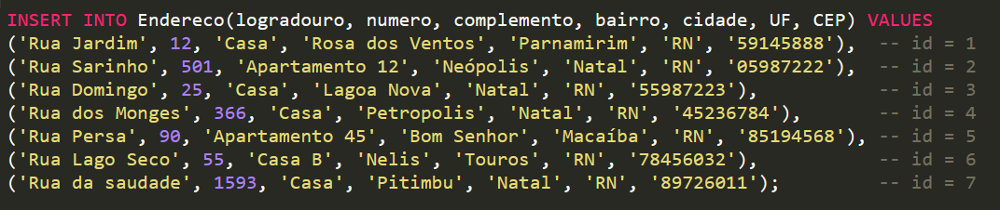 INSERT INTO Endereco(logradouro, numero, complemento, bairro, cidade, UF, CEP) VALUES
('Rua Jardim', 12, 'Casa', 'Rosa dos Ventos', 'Parnamirim', 'RN', '59145888'),  -- id = 1
('Rua Sarinho', 501, 'Apartamento 12', 'Neópolis', 'Natal', 'RN', '05987222'),  -- id = 2
('Rua Domingo', 25, 'Casa', 'Lagoa Nova', 'Natal', 'RN', '55987223'),           -- id = 3
('Rua dos Monges', 366, 'Casa', 'Petropolis', 'Natal', 'RN', '45236784'),       -- id = 4
('Rua Persa', 90, 'Apartamento 45', 'Bom Senhor', 'Macaíba', 'RN', '85194568'), -- id = 5
('Rua Lago Seco', 55, 'Casa B', 'Nelis', 'Touros', 'RN', '78456032'),           -- id = 6
('Rua da saudade', 1593, 'Casa', 'Pitimbu', 'Natal', 'RN', '89726011');         -- id = 7